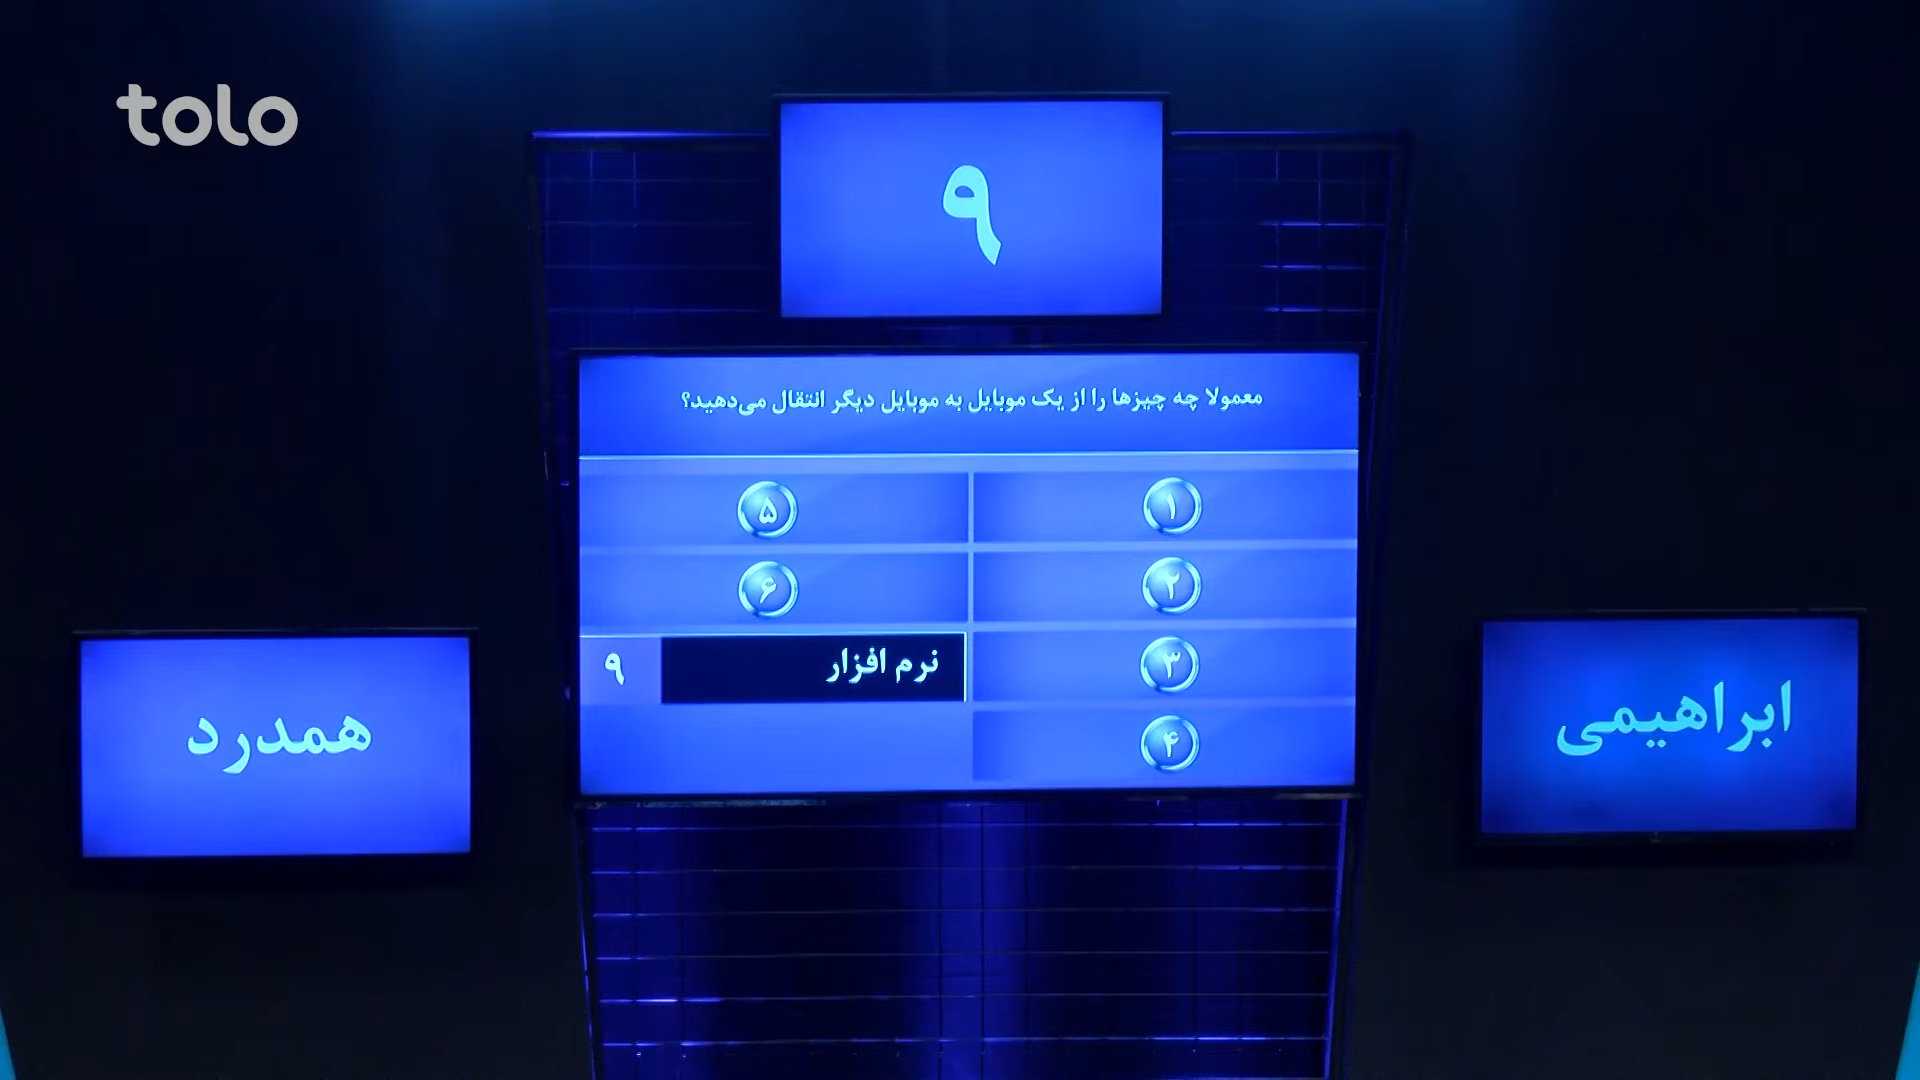 tolo
۹
معمولا چه چیزها را از یک موبایل به موبایل دیگر انتقال می‌دهید؟
۱
۲
۳
۴
۵
۶
نرم افزار ۹
ابراهیمی
همدرد